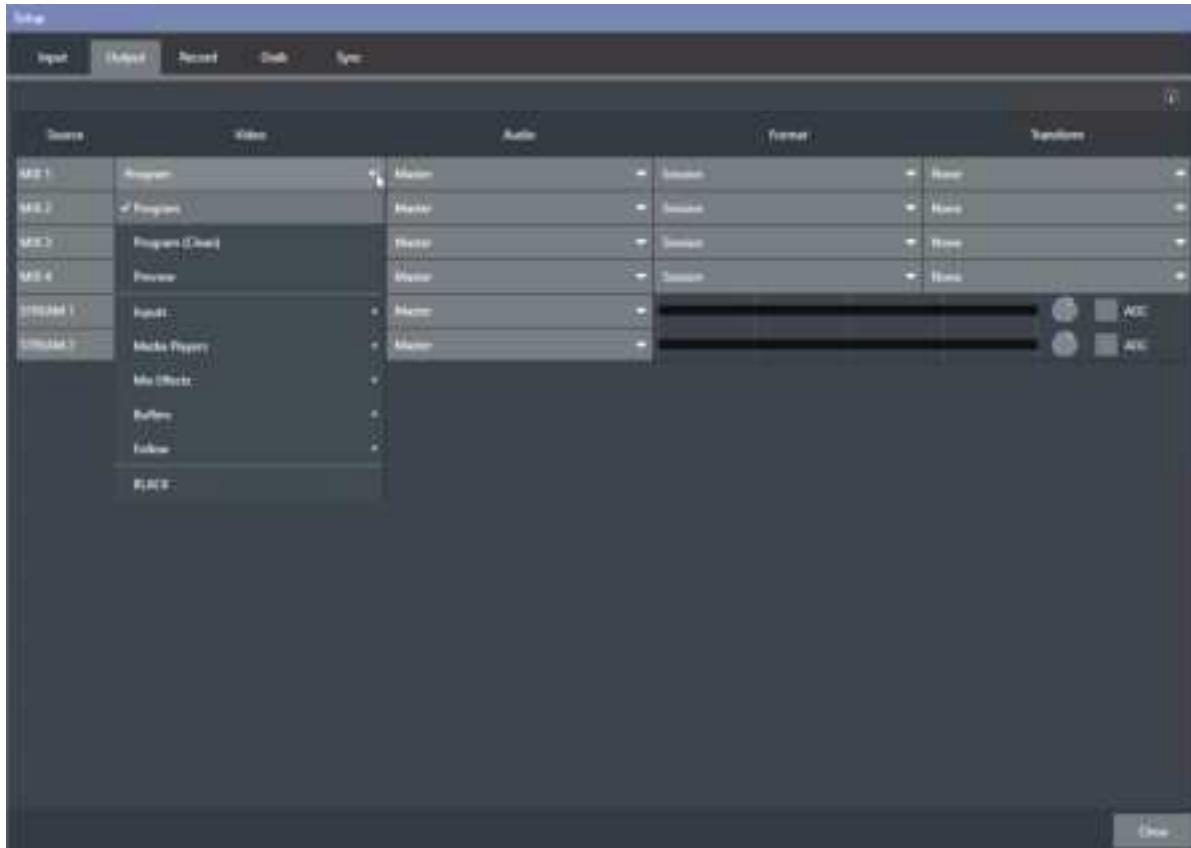 Setup
Input Output Record Grab Sync
Source Video Audio Format Transform
MIX 1 Program Master Session None
MIX 2 ✓ Program Master Session None
MIX 3 Program (Clean) Master Session None
MIX 4 Preview Master Session None
STREAM 1 Inputs Master AGC
STREAM 2 Media Players Master AGC
Mix Effects
Buffers
Follow
BLACK
Close